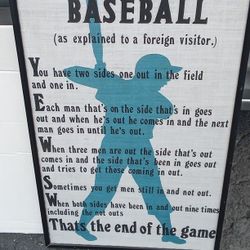 BASEBALL
(as explained to a foreign visitor.)
You have two sides one out in the field
and one in.
Each man that's on the side that's in goes
out and when he's out he comes in and the next
man goes in until he's out.
When three men are out the side that's out
comes in and the side that's been in goes out
and tries to get those coming in out.
Sometimes you get men still in and not out.
When both sides have been in and out nine times
including the not outs
Thats the end of the game